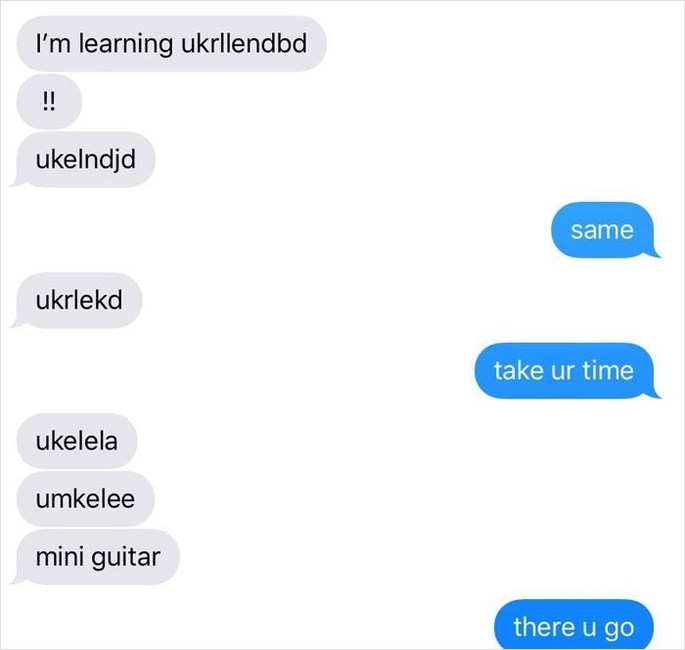 I’m learning ukrllendbd
!!
ukelndjd
same
ukrlekd
take ur time
ukelela
umkelee
mini guitar
there u go